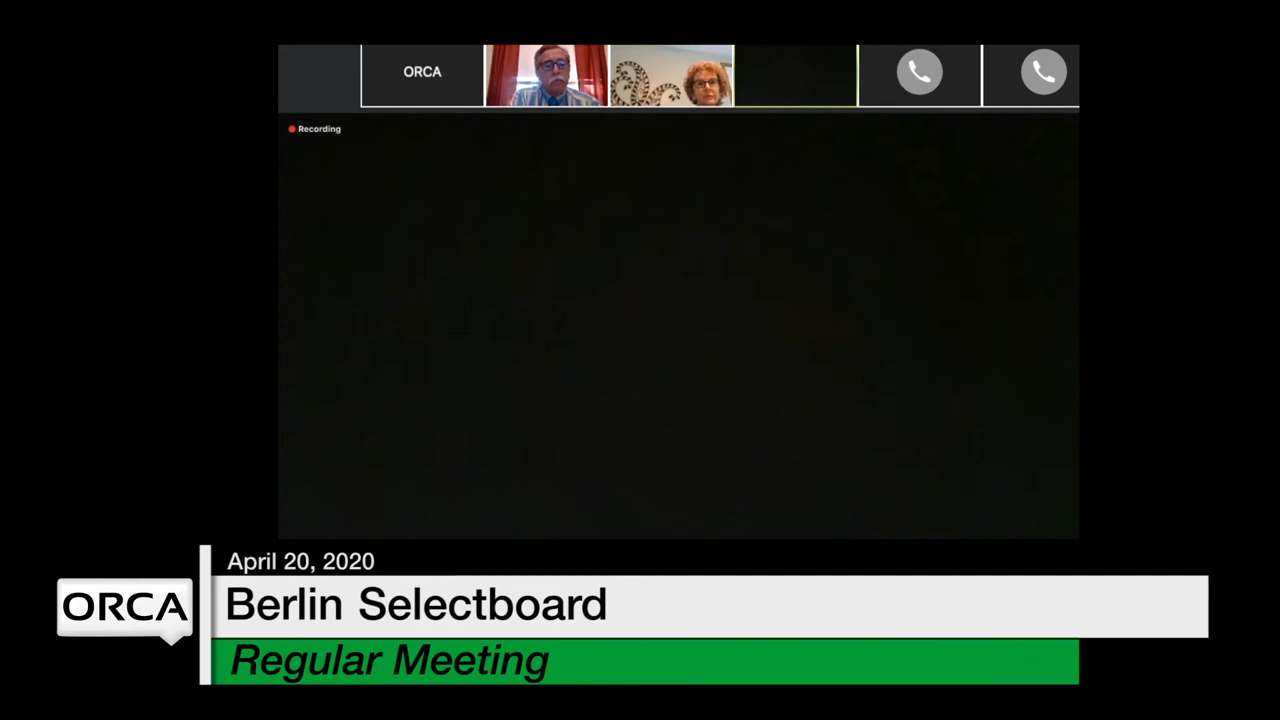 ORCA
Recording
April 20, 2020
Berlin Selectboard
ORCA
Regular Meeting